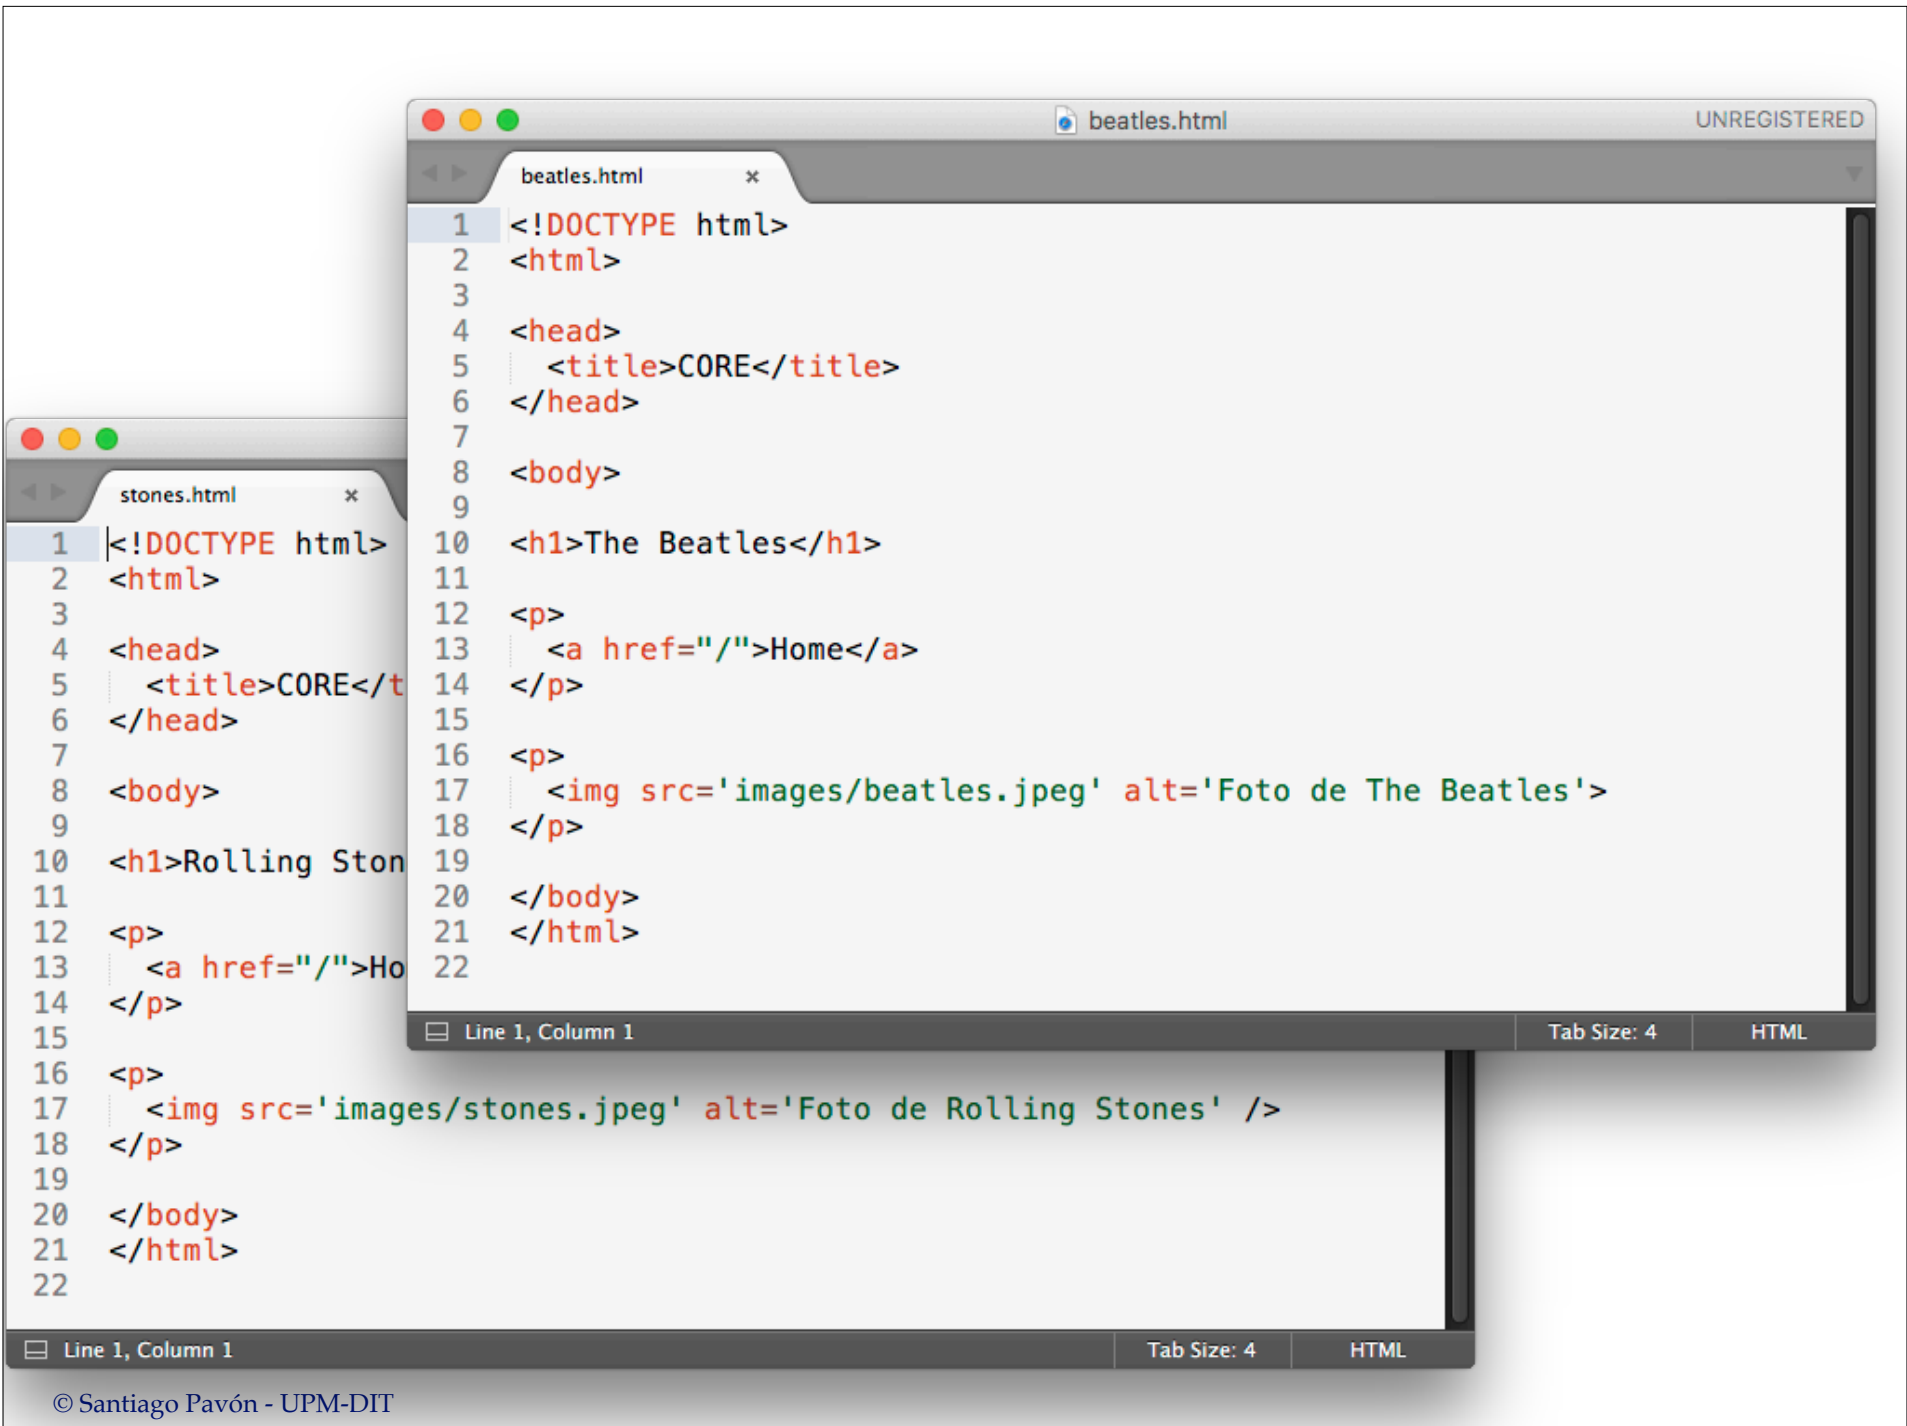 beatles.html
UNREGISTERED
beatles.html ×
1 <!DOCTYPE html>
2 <html>
3
4 <head>
5   <title>CORE</title>
6 </head>
7
8 <body>
9
10 <h1>The Beatles</h1>
11
12 <p>
13   <a href="/">Home</a>
14 </p>
15
16 <p>
17   <img src='images/beatles.jpeg' alt='Foto de The Beatles'>
18 </p>
19
20 </body>
21 </html>
22
Line 1, Column 1 Tab Size: 4 HTML
stones.html ×
1 <!DOCTYPE html>
2 <html>
3
4 <head>
5   <title>CORE</t
6 </head>
7
8 <body>
9
10 <h1>Rolling Ston
11
12 <p>
13   <a href="/">Ho
14 </p>
15
16 <p>
17   <img src='images/stones.jpeg' alt='Foto de Rolling Stones' />
18 </p>
19
20 </body>
21 </html>
22
Line 1, Column 1 Tab Size: 4 HTML
© Santiago Pavón - UPM-DIT